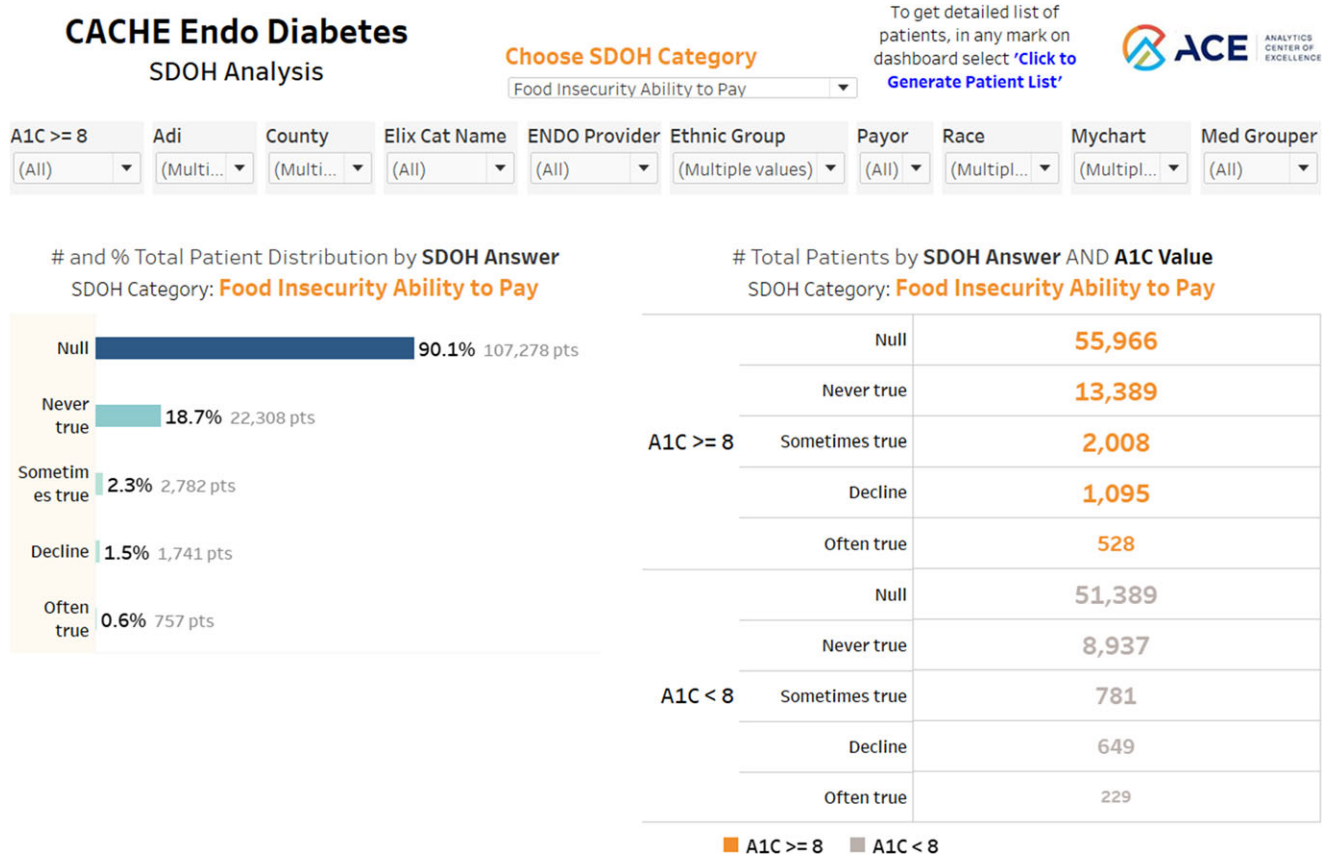 CACHE Endo Diabetes
SDOH Analysis
Choose SDOH Category
Food Insecurity Ability to Pay
To get detailed list of
patients, in any mark on
dashboard select 'Click to
Generate Patient List'
ACE
ANALYTICS
CENTER OF
EXCELLENCE
A1C >= 8 Adi County Elix Cat Name ENDO Provider Ethnic Group Payor Race Mychart Med Grouper
(All) (Multi... (Multi... (All) (All) (Multiple values) (All) (Multipl... (Multipl... (All)
# and % Total Patient Distribution by SDOH Answer
SDOH Category: Food Insecurity Ability to Pay
Null 90.1% 107,278 pts
Never
true 18.7% 22,308 pts
Sometim
es true 2.3% 2,782 pts
Decline 1.5% 1,741 pts
Often
true 0.6% 757 pts
# Total Patients by SDOH Answer AND A1C Value
SDOH Category: Food Insecurity Ability to Pay
Null 55,966
Never true 13,389
A1C >= 8 Sometimes true 2,008
Decline 1,095
Often true 528
Null 51,389
Never true 8,937
A1C < 8 Sometimes true 781
Decline 649
Often true 229
A1C >= 8 A1C < 8